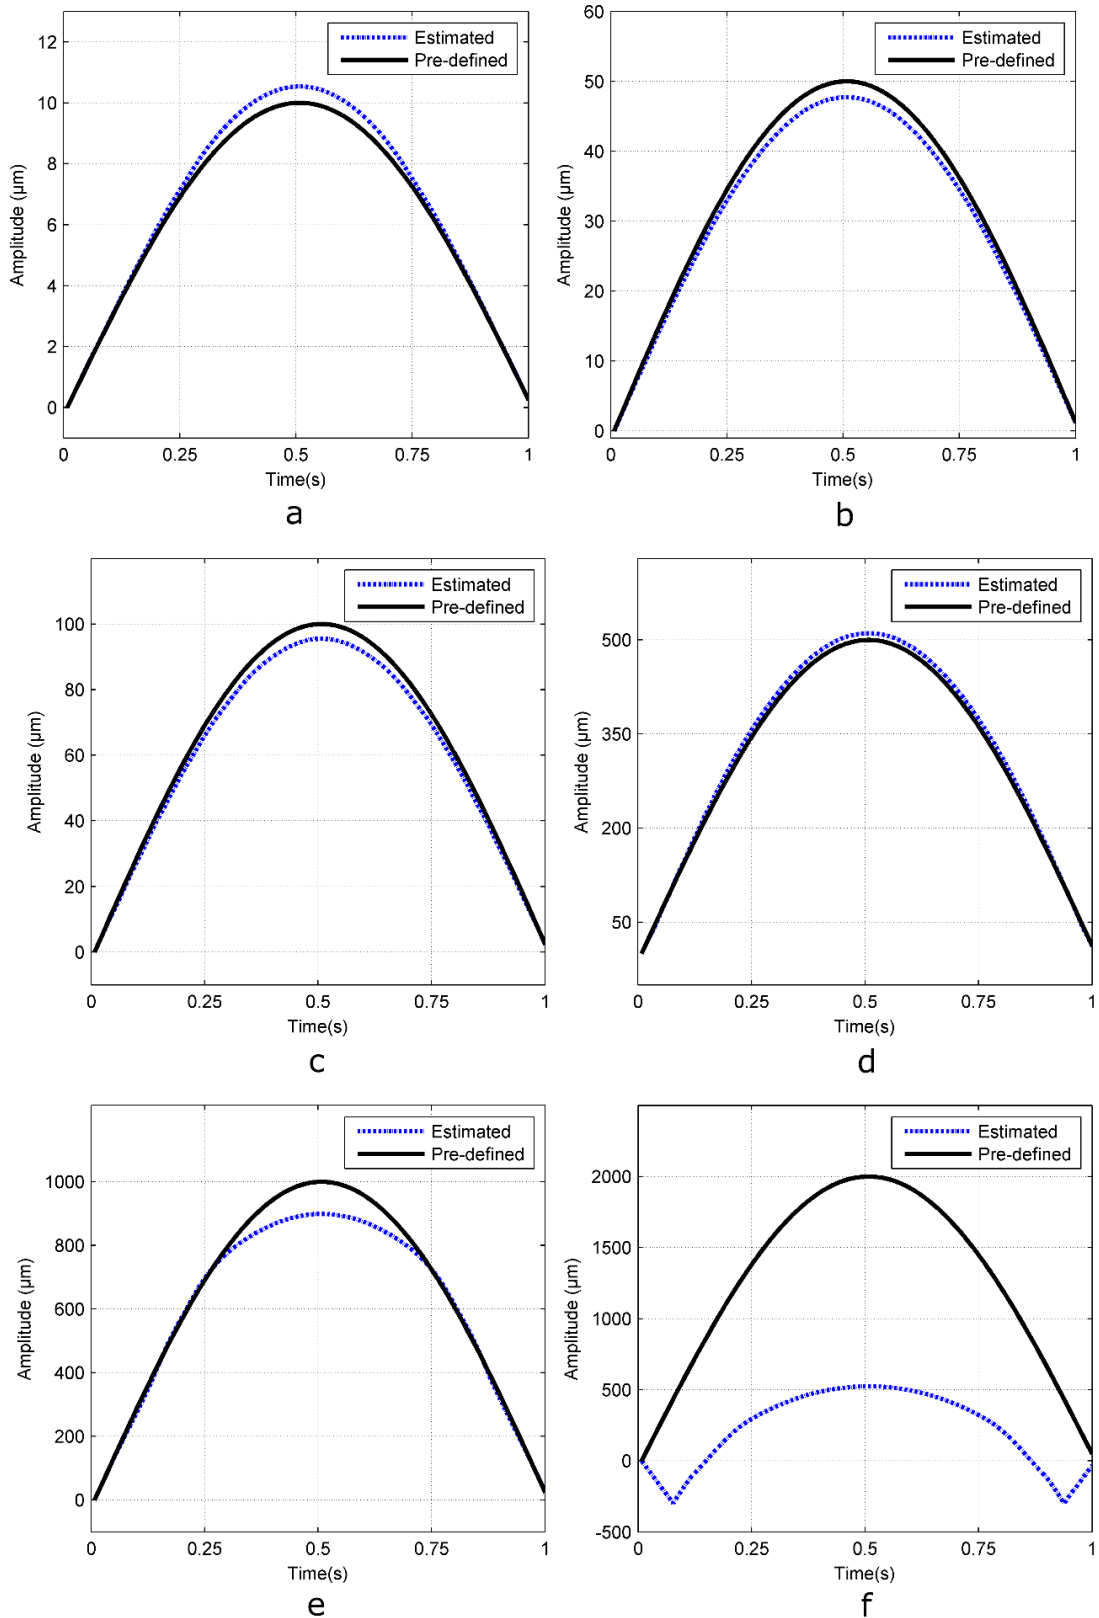 12
10
8
6
4
2
0
Amplitude (µm)
Estimated
Pre-defined
0 0.25 0.5 0.75 1
Time(s)
a
60
50
40
30
20
10
0
Amplitude (µm)
Estimated
Pre-defined
0 0.25 0.5 0.75 1
Time(s)
b
100
80
60
40
20
0
Amplitude (µm)
Estimated
Pre-defined
0 0.25 0.5 0.75 1
Time(s)
c
500
350
200
50
Amplitude (µm)
Estimated
Pre-defined
0 0.25 0.5 0.75 1
Time(s)
d
1000
800
600
400
200
0
Amplitude (µm)
Estimated
Pre-defined
0 0.25 0.5 0.75 1
Time(s)
e
2000
1500
1000
500
0
-500
Amplitude (µm)
Estimated
Pre-defined
0 0.25 0.5 0.75 1
Time(s)
f